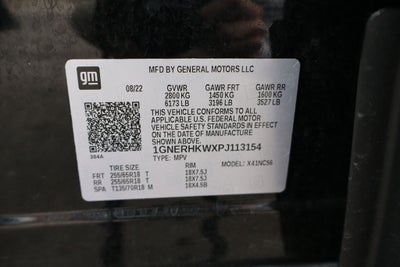 gm
MFD BY GENERAL MOTORS LLC
08/22 GVWR GAWR FRT GAWR RR
2800 KG 1450 KG 1600 KG
6173 LB 3196 LB 3527 LB
THIS VEHICLE CONFORMS TO ALL
APPLICABLE U.S. FEDERAL MOTOR
VEHICLE SAFETY STANDARDS IN EFFECT
ON THE DATE OF MANUFACTURE SHOWN ABOVE.
1GNERHKWXPJ113154
384A TYPE: MPV MODEL: X41NC56
TIRE SIZE RIM
FRT 255/65R18 T 18X7.5J
RR 255/65R18 T 18X7.5J
SPA T135/70R18 M 18X4.5B